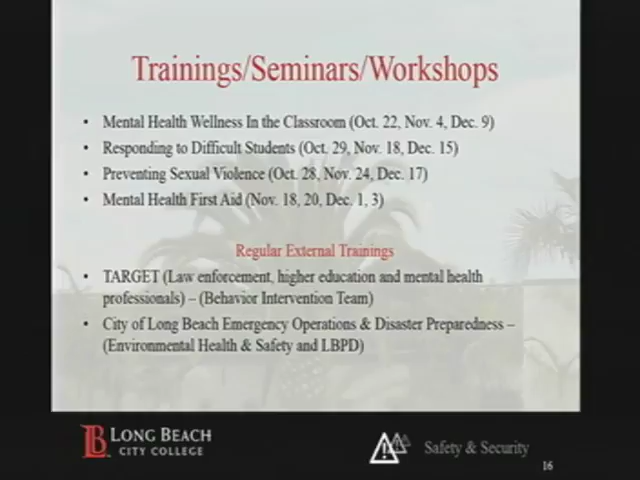 Trainings/Seminars/Workshops
• Mental Health Wellness In the Classroom (Oct. 22, Nov. 4, Dec. 9)
• Responding to Difficult Students (Oct. 29, Nov. 18, Dec. 15)
• Preventing Sexual Violence (Oct. 28, Nov. 24, Dec. 17)
• Mental Health First Aid (Nov. 18, 20, Dec. 1, 3)
Regular External Trainings
• TARGET (Law enforcement, higher education and mental health
professionals) – (Behavior Intervention Team)
• City of Long Beach Emergency Operations & Disaster Preparedness –
(Environmental Health & Safety and LBPD)
LB LONG BEACH
CITY COLLEGE
Safety & Security
16